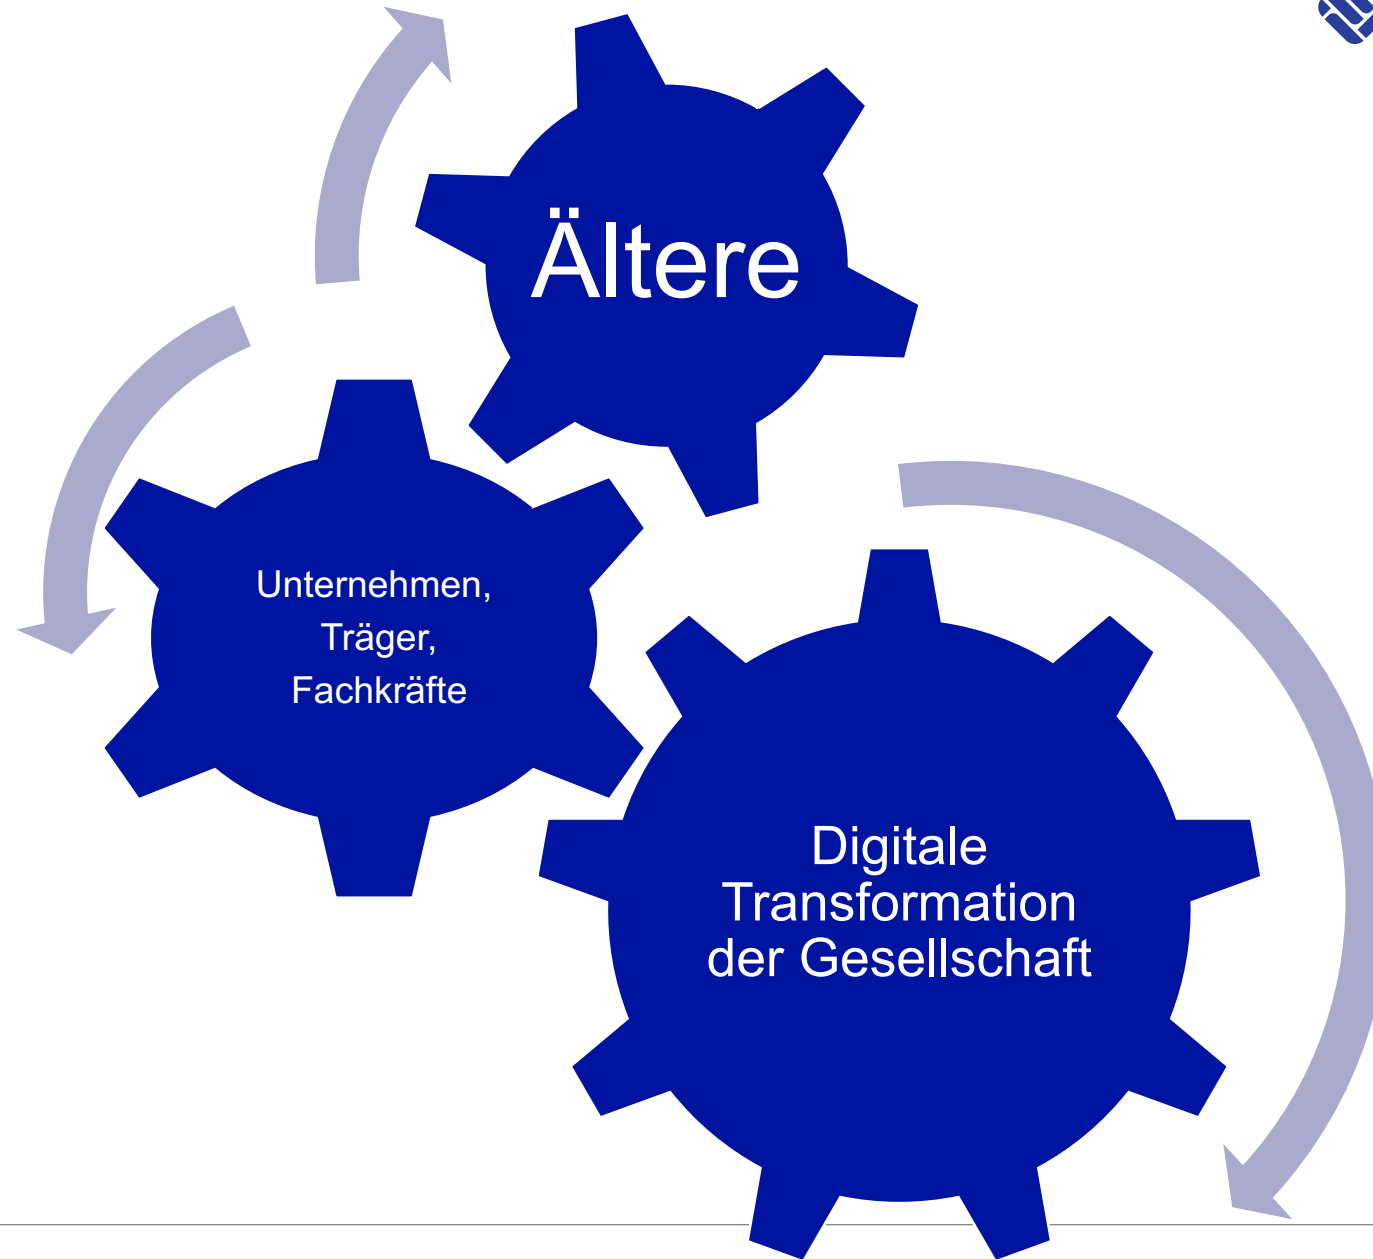 Ältere
Unternehmen,
Träger,
Fachkräfte
Digitale
Transformation
der Gesellschaft